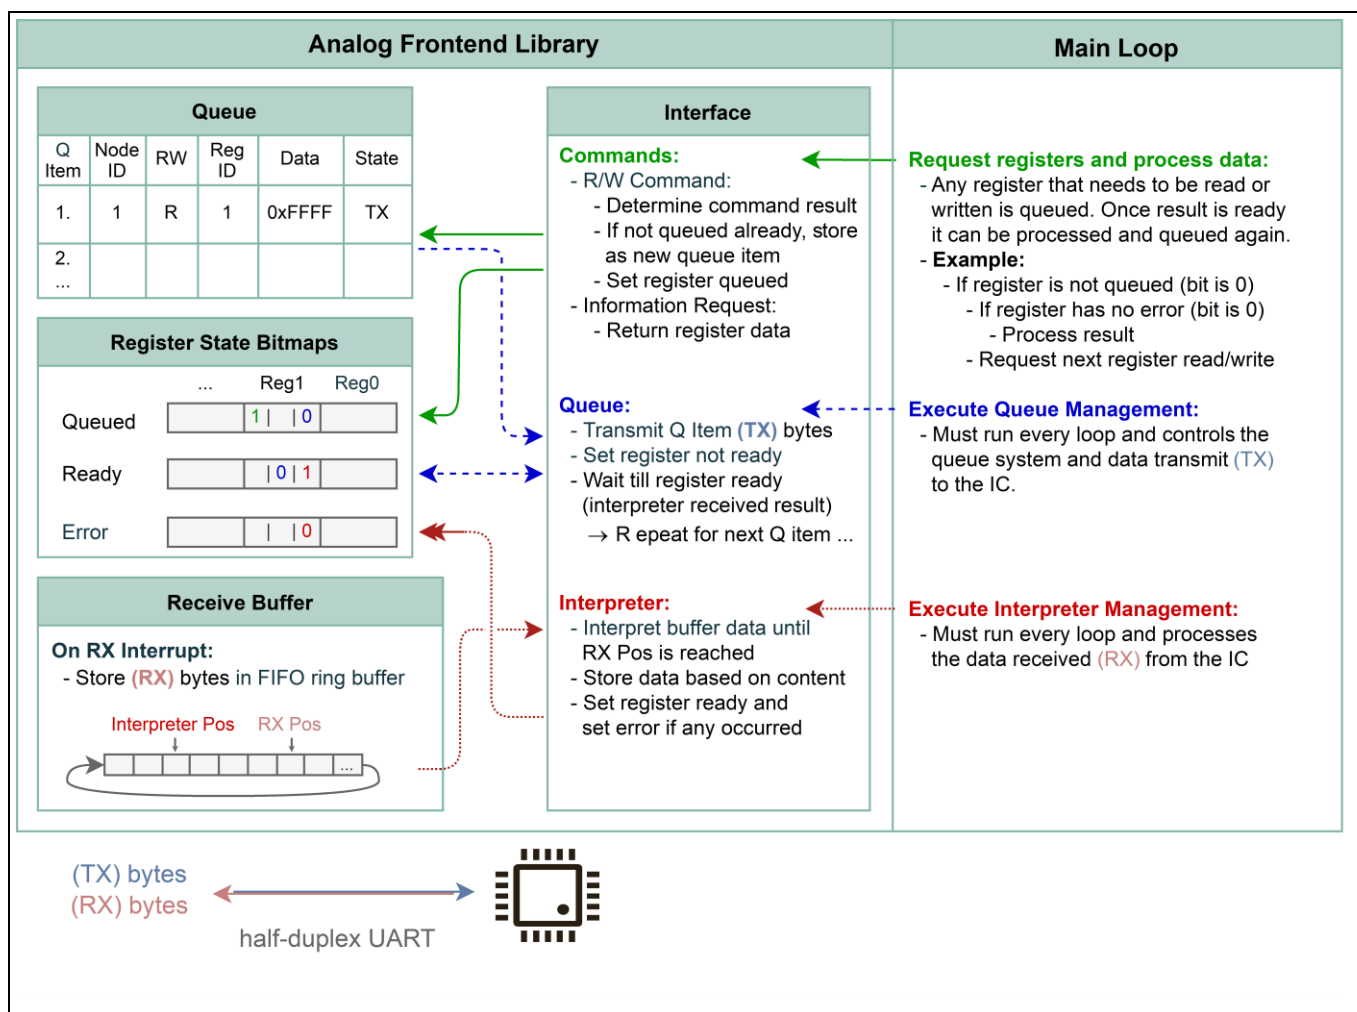 Analog Frontend Library
Main Loop
Queue
Q Item
Node ID
RW
Reg ID
Data
State
1.
1
R
1
0xFFFF
TX
2.
...
Register State Bitmaps
...
Reg1
Reg0
Queued
1| | 0
Ready
| 0 | 1
Error
| | 0
Receive Buffer
On RX Interrupt:
- Store (RX) bytes in FIFO ring buffer
Interpreter Pos
RX Pos
...
Interface
Commands:
- R/W Command:
- Determine command result
- If not queued already, store
as new queue item
- Set register queued
- Information Request:
- Return register data
Queue:
- Transmit Q Item (TX) bytes
- Set register not ready
- Wait till register ready
(interpreter received result)
→ R epeat for next Q item ...
Interpreter:
- Interpret buffer data until
RX Pos is reached
- Store data based on content
- Set register ready and
set error if any occurred
Request registers and process data:
- Any register that needs to be read or
written is queued. Once result is ready
it can be processed and queued again.
- Example:
- If register is not queued (bit is 0)
- If register has no error (bit is 0)
- Process result
- Request next register read/write
Execute Queue Management:
- Must run every loop and controls the
queue system and data transmit (TX)
to the IC.
Execute Interpreter Management:
- Must run every loop and processes
the data received (RX) from the IC
(TX) bytes
(RX) bytes
half-duplex UART